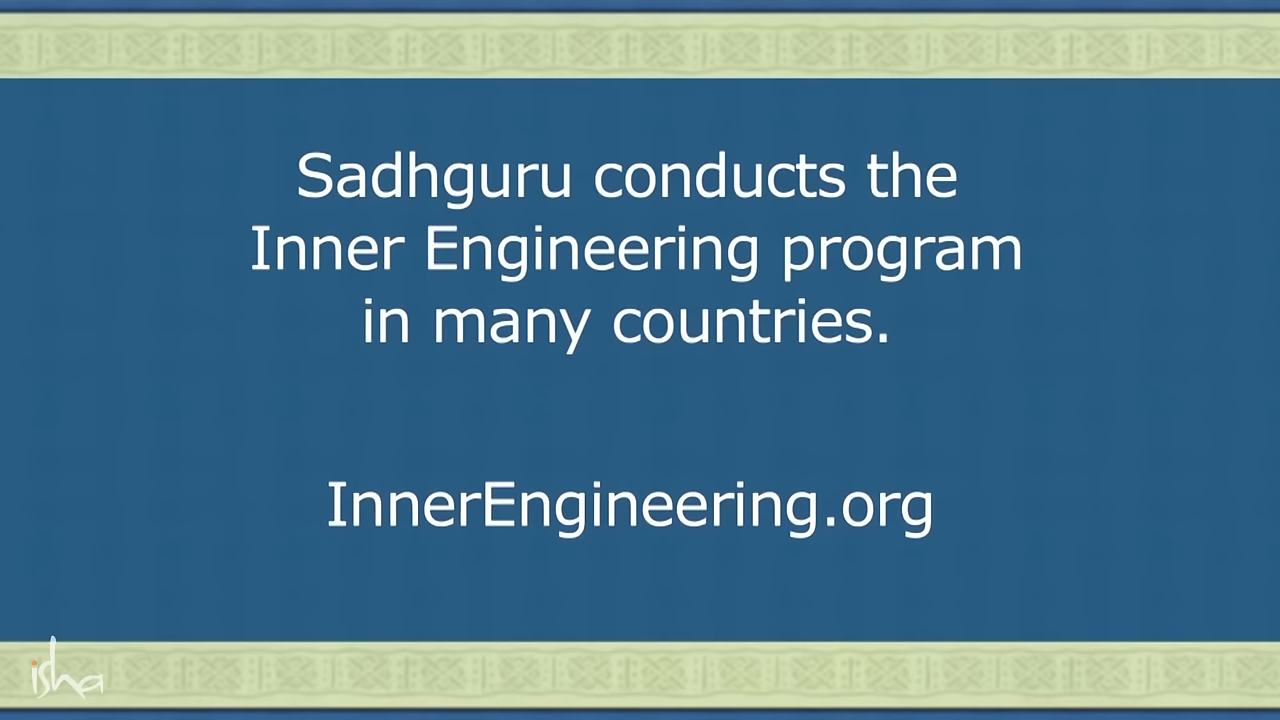 Sadhguru conducts the
Inner Engineering program
in many countries.
InnerEngineering.org
isha